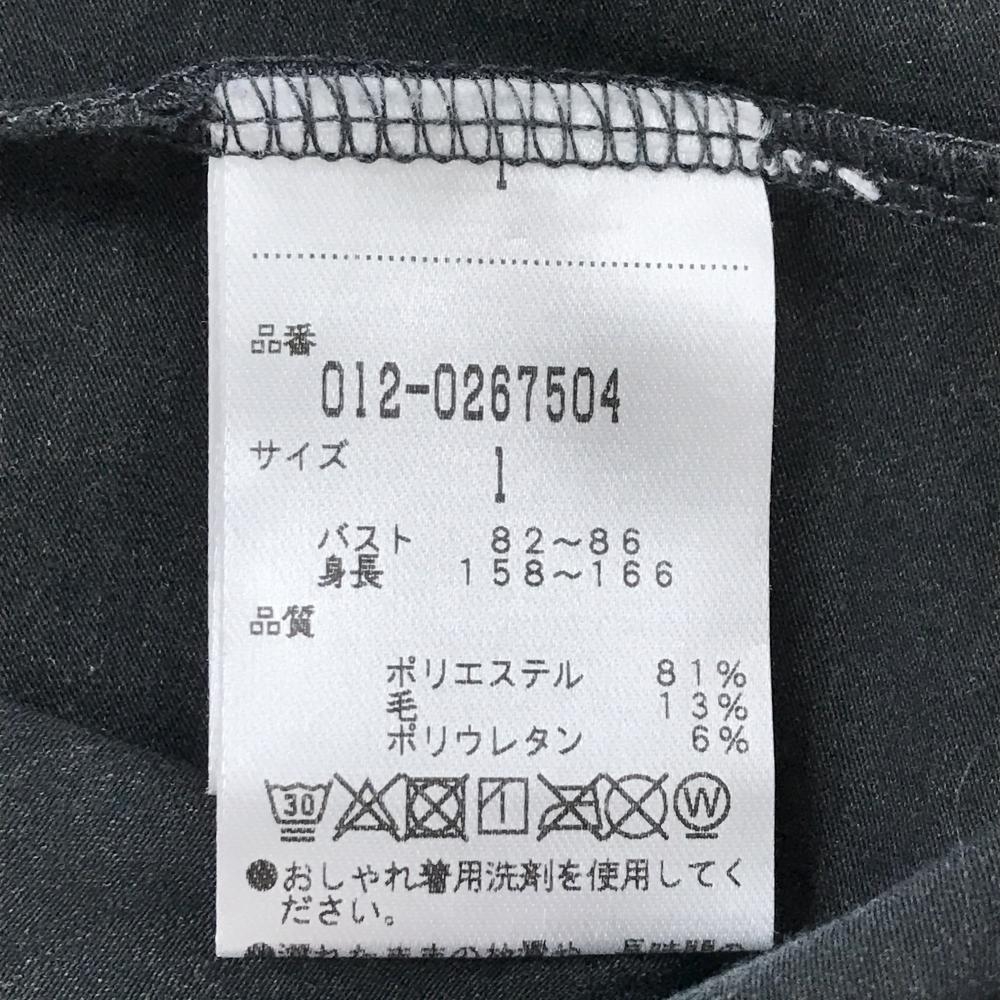 品番
012-0267504
サイズ
1
バスト 82～86
身長 158～166
品質
ポリエステル 81%
毛 13%
ポリウレタン 6%
30 W
●おしゃれ着用洗剤を使用してく
ださい。